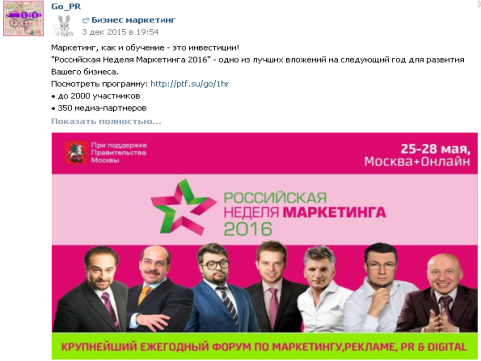 Go_PR
Бизнес маркетинг
3 дек 2015 в 19:54
Маркетинг, как и обучение - это инвестиции!
"Российская Неделя Маркетинга 2016" - одно из лучших вложений на следующий год для развития
Вашего бизнеса.
Посмотреть программу: http://ptf.su/go/1hr
• до 2000 участников
• 350 медиа-партнеров
Показать полностью...
При поддержке
Правительства
Москвы
25-28 мая,
Москва+Онлайн
РОССИЙСКАЯ
НЕДЕЛЯ МАРКЕТИНГА
2016
КРУПНЕЙШИЙ ЕЖЕГОДНЫЙ ФОРУМ ПО МАРКЕТИНГУ,РЕКЛАМЕ, PR & DIGITAL